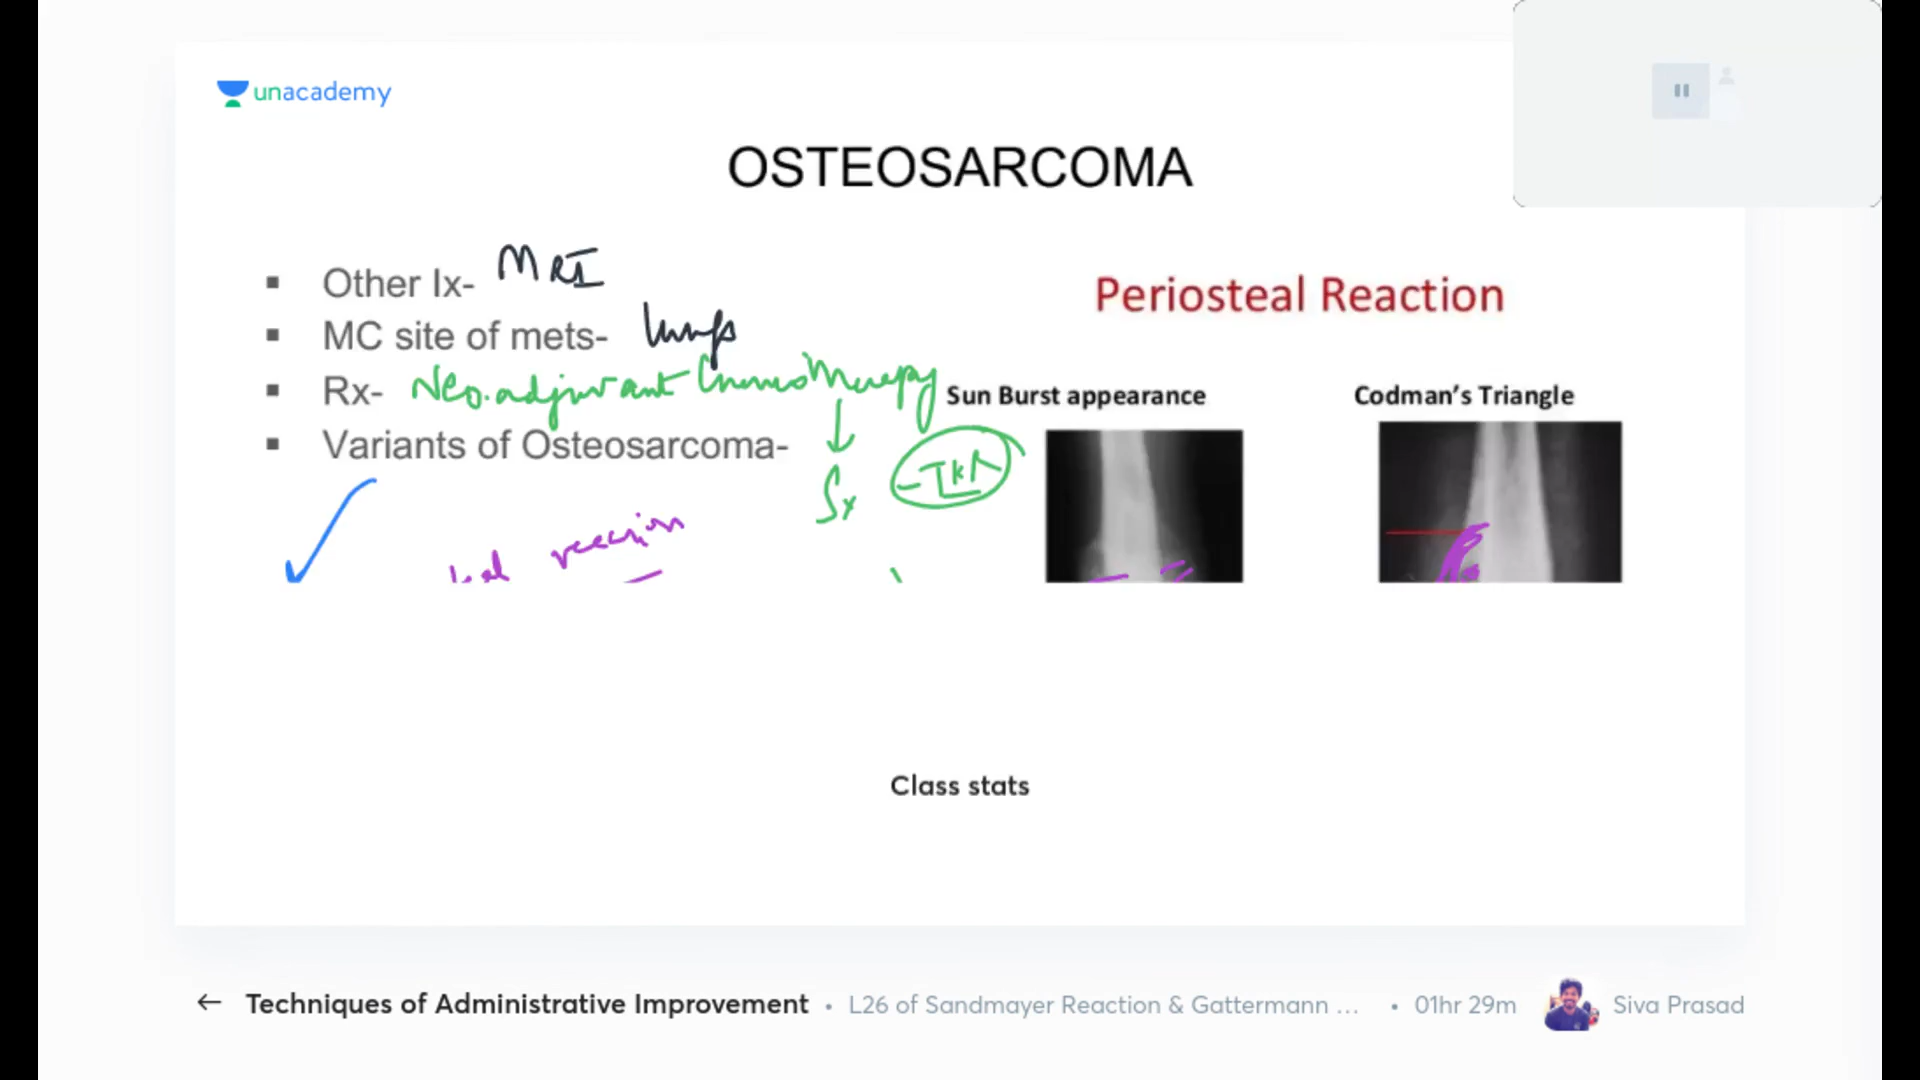 unacademy
OSTEOSARCOMA
▪ Other Ix- MRI
▪ MC site of mets- lungs
▪ Rx- Neo.adjuvant Chemotherapy
▪ Variants of Osteosarcoma-
Sx
reaction
Periosteal Reaction
Sun Burst appearance
Codman's Triangle
Class stats
← Techniques of Administrative Improvement • L26 of Sandmayer Reaction & Gattermann ... • 01hr 29m Siva Prasad